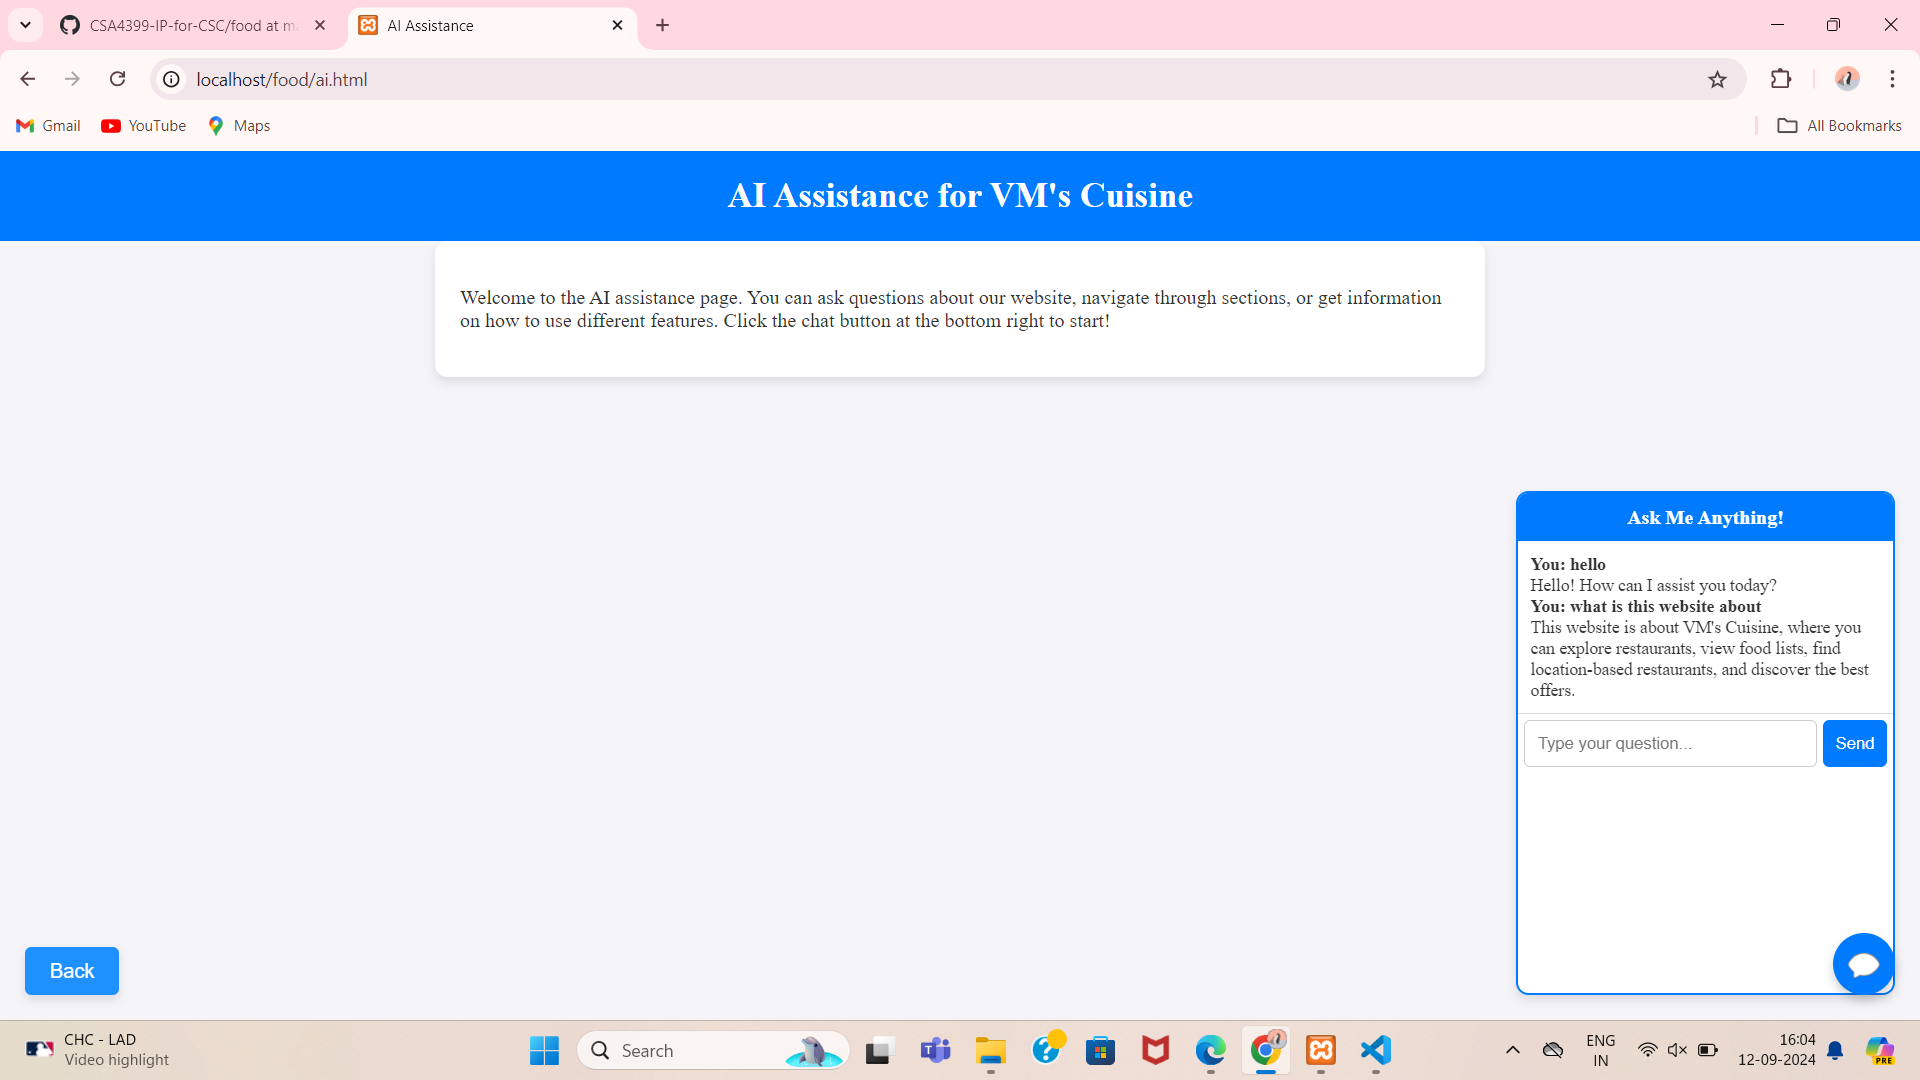 CSA4399-IP-for-CSC/food at ma
AI Assistance
localhost/food/ai.html
Gmail
YouTube
Maps
All Bookmarks
AI Assistance for VM's Cuisine
Welcome to the AI assistance page. You can ask questions about our website, navigate through sections, or get information
on how to use different features. Click the chat button at the bottom right to start!
Ask Me Anything!
You: hello
Hello! How can I assist you today?
You: what is this website about
This website is about VM's Cuisine, where you
can explore restaurants, view food lists, find
location-based restaurants, and discover the best
offers.
Type your question...
Send
Back
CHC - LAD
Video highlight
Search
ENG
IN
16:04
12-09-2024
PRE